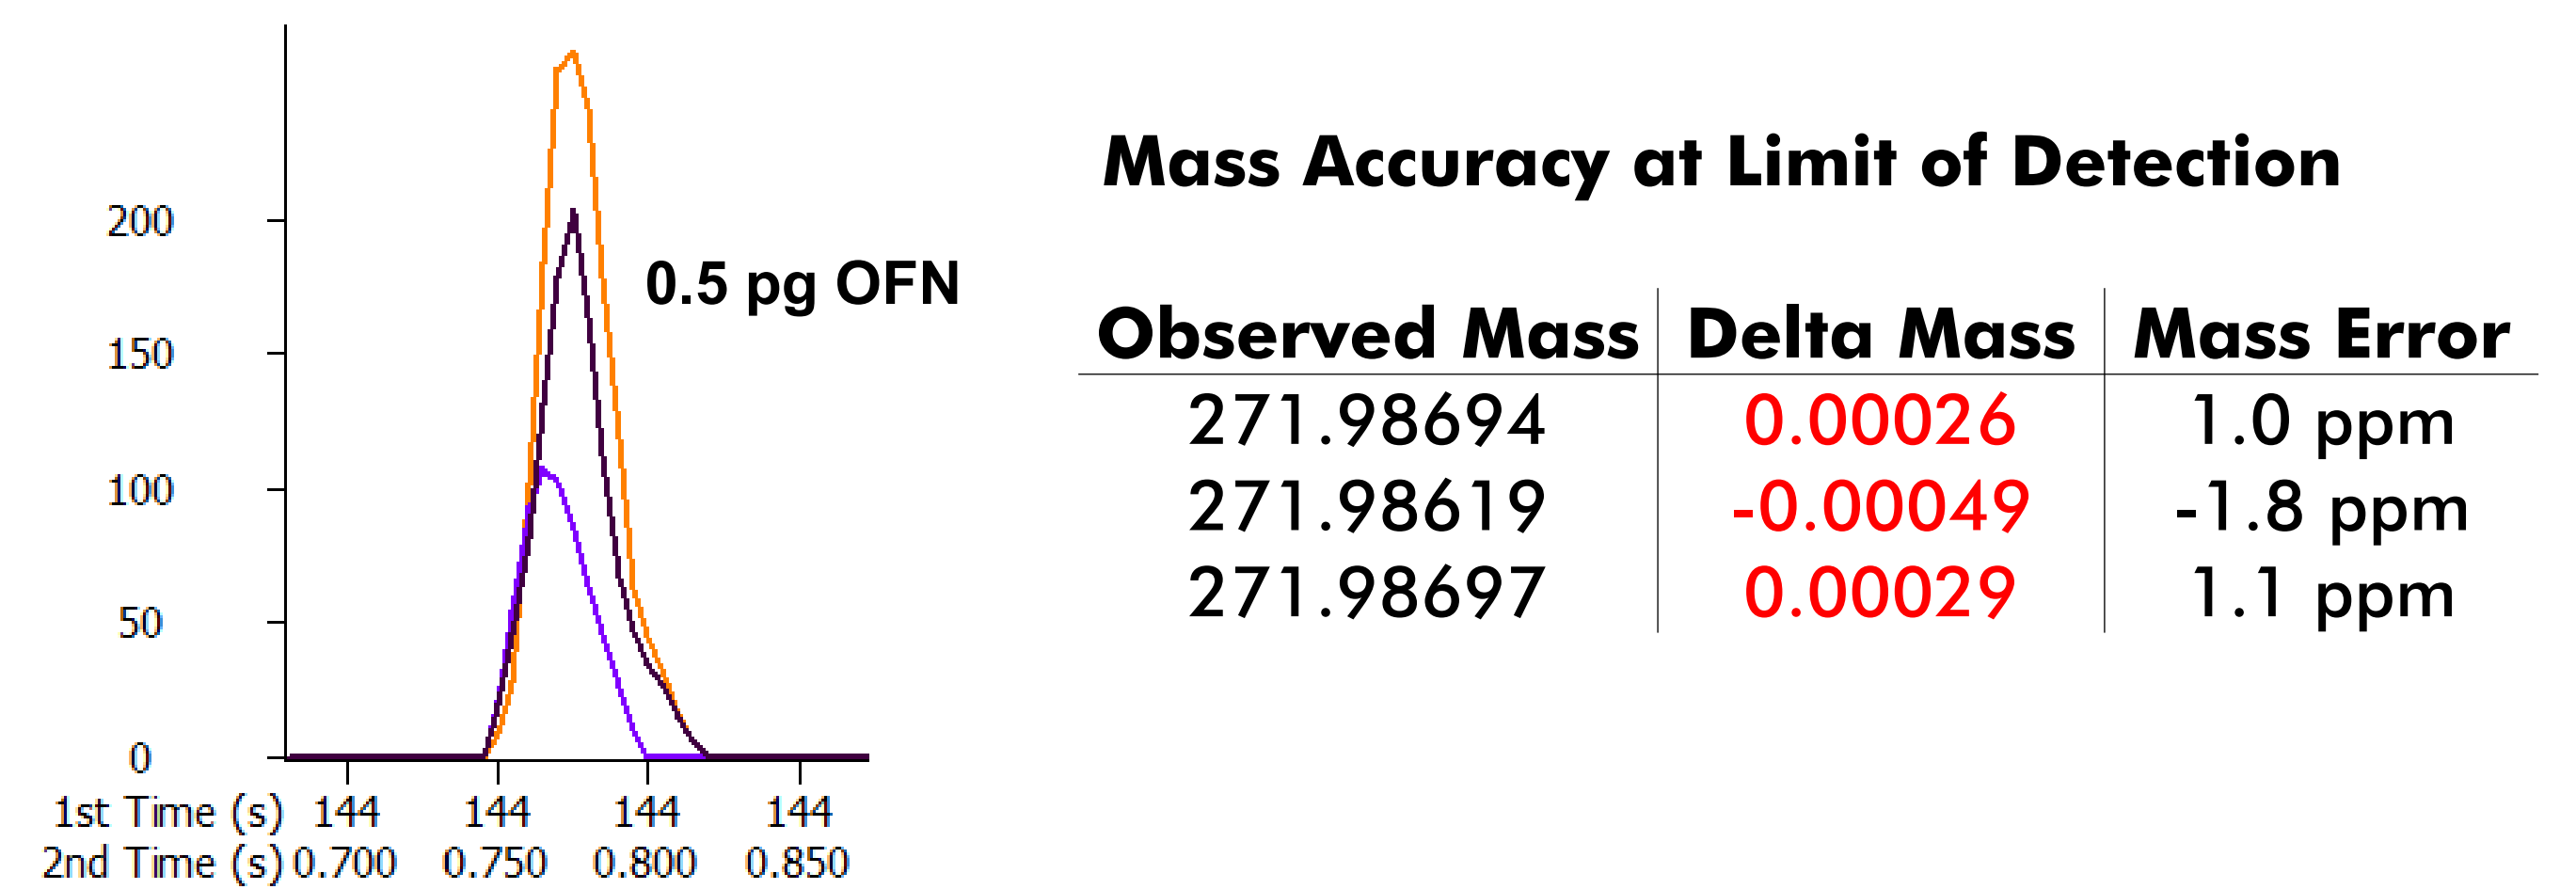 200
150
100
50
0
1st Time (s) 144 144 144 144
2nd Time (s) 0.700 0.750 0.800 0.850
0.5 pg OFN
Mass Accuracy at Limit of Detection
Observed Mass Delta Mass Mass Error
271.98694 0.00026 1.0 ppm
271.98619 -0.00049 -1.8 ppm
271.98697 0.00029 1.1 ppm